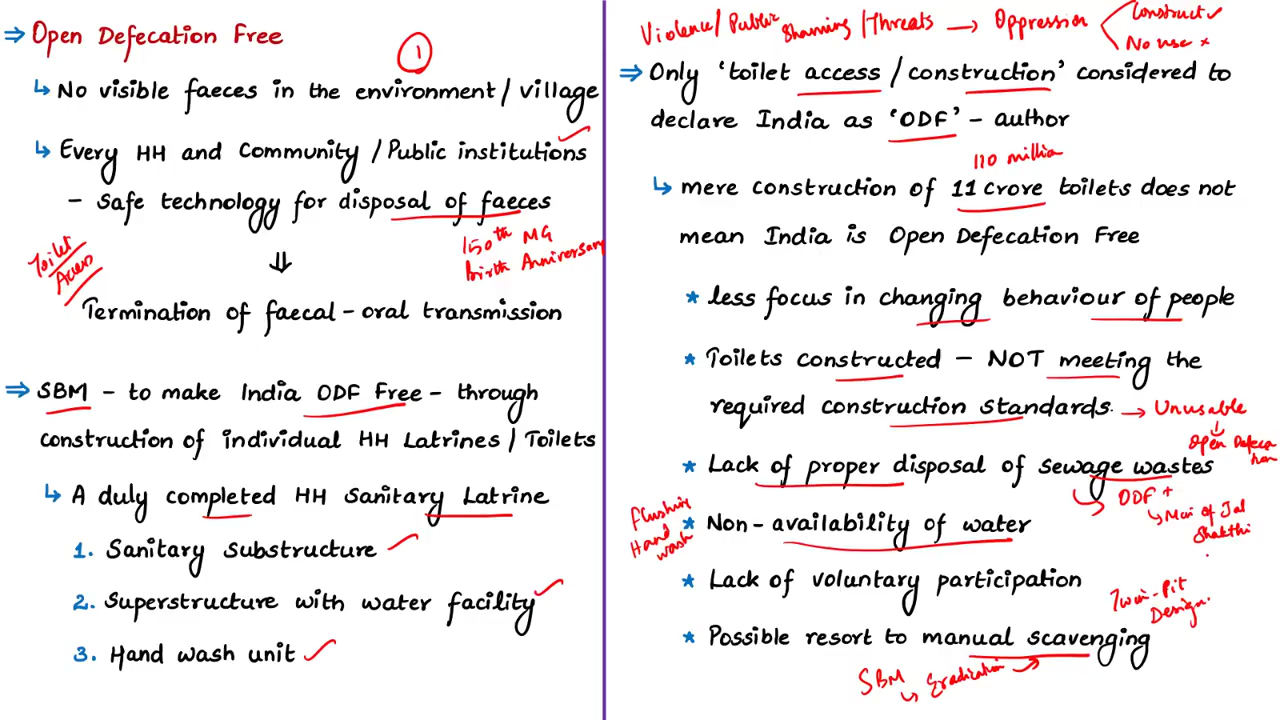 ⇒ Open Defecation Free
①
↳ No visible faeces in the environment/village
↳ Every HH and Community/Public institutions
- Safe technology for disposal of faeces
Toilet
Access
150th MG
Birth Anniversary
⇓
Termination of faecal-oral transmission
⇒ SBM - to make India ODF Free - through
construction of individual HH Latrines/Toilets
↳ A duly completed HH Sanitary Latrine
1. Sanitary Substructure
2. Superstructure with water facility
3. Hand wash unit
Violence/Public Shamming/Threats → Oppression
Construct ✓
No use ×
⇒ Only 'toilet access/construction' considered to
declare India as 'ODF' - author
110 million
↳ mere construction of 11 crore toilets does not
mean India is Open Defecation Free
* less focus in changing behaviour of people
* Toilets constructed - NOT meeting the
required construction standards. → Unusable
↓
Open Defecation
* Lack of proper disposal of sewage wastes
ODF+
↳ Min of Jal
Shakthi
Flushing
Hand
wash
* Non-availability of water
* Lack of voluntary participation
Twin-Pit
Design.
* Possible resort to manual scavenging
SBM
↳ Eradication →